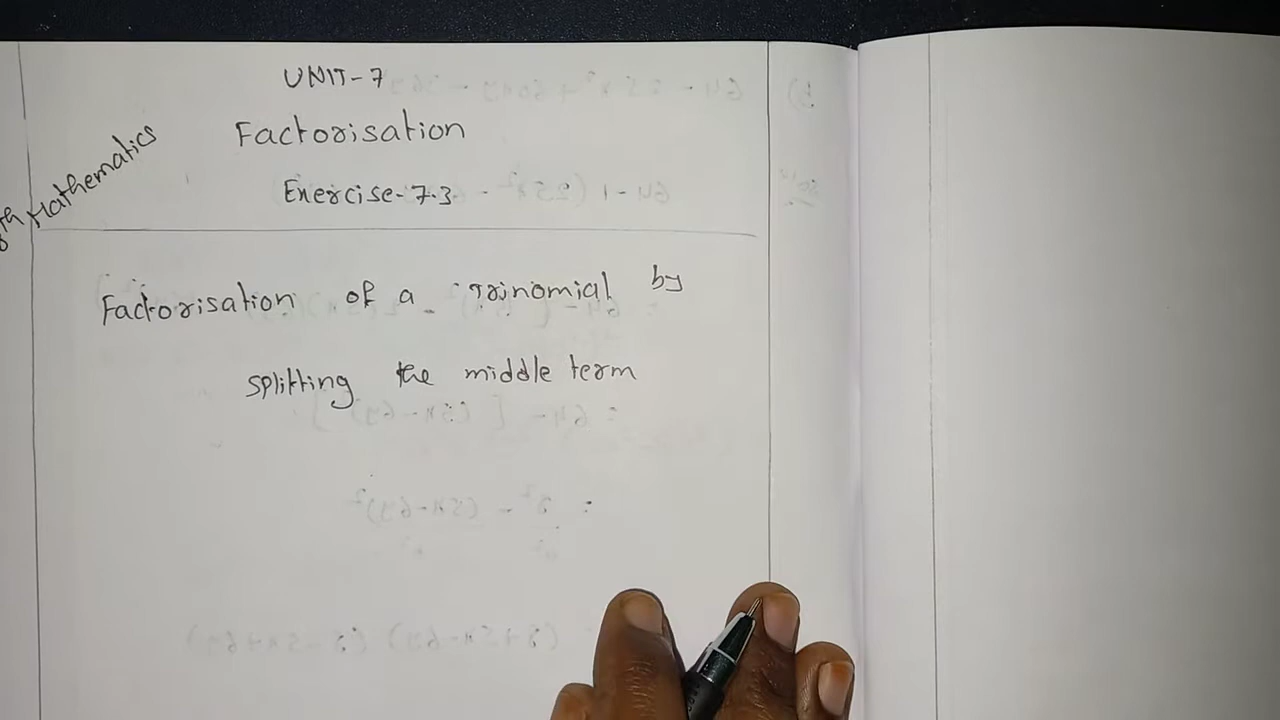 UNIT-7
Factorisation
Mathematics
Exercise-7.3
Factorisation of a Trinomial by
splitting the middle term